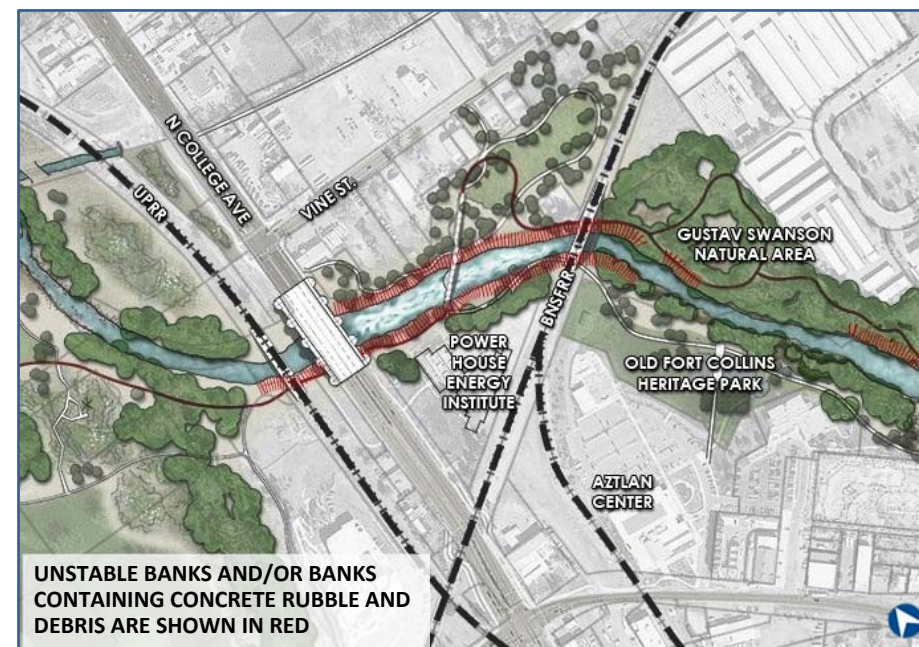 N COLLEGE AVE
UPRR
VINE ST.
GUSTAV SWANSON
NATURAL AREA
BNSFRR
POWER
HOUSE
ENERGY
INSTITUTE
OLD FORT COLLINS
HERITAGE PARK
AZTLAN
CENTER
UNSTABLE BANKS AND/OR BANKS
CONTAINING CONCRETE RUBBLE AND
DEBRIS ARE SHOWN IN RED